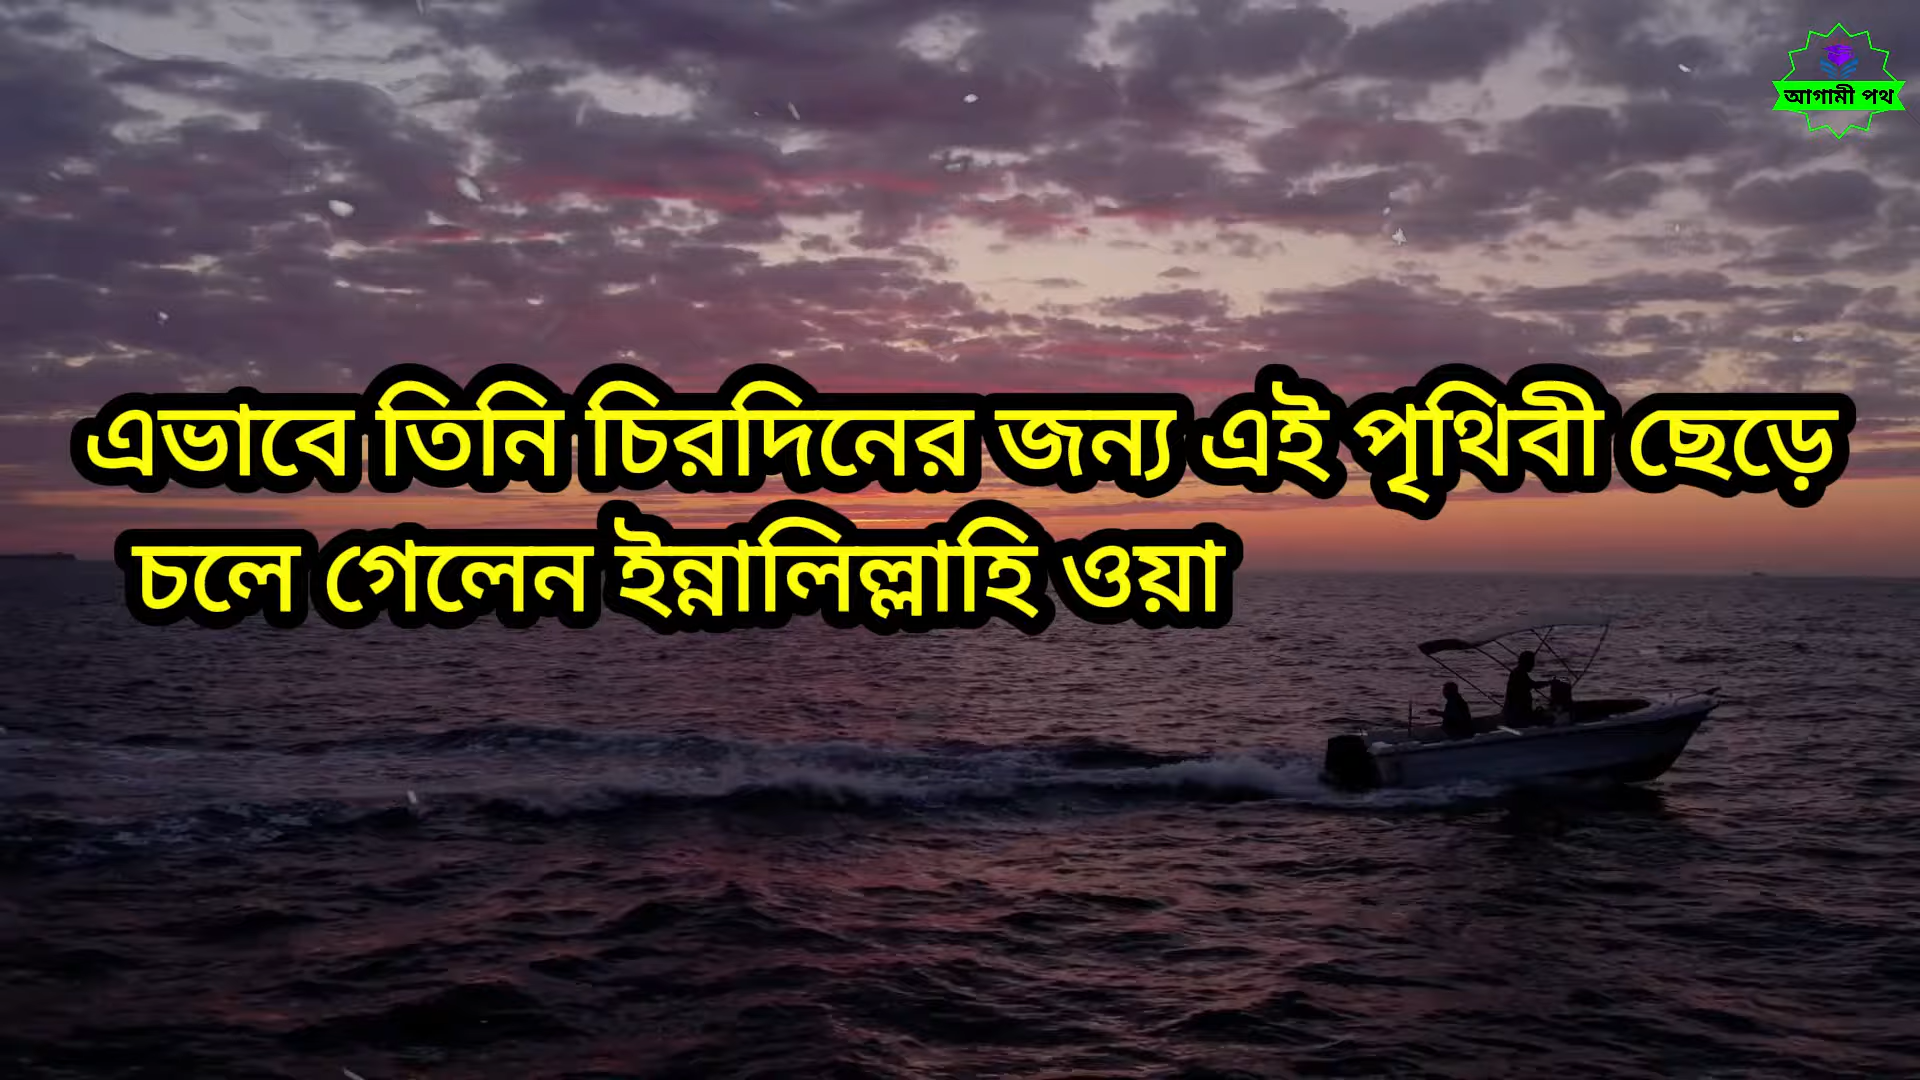 আগামী পথ
এভাবে তিনি চিরদিনের জন্য এই পৃথিবী ছেড়ে
চলে গেলেন ইন্নালিল্লাহি ওয়া